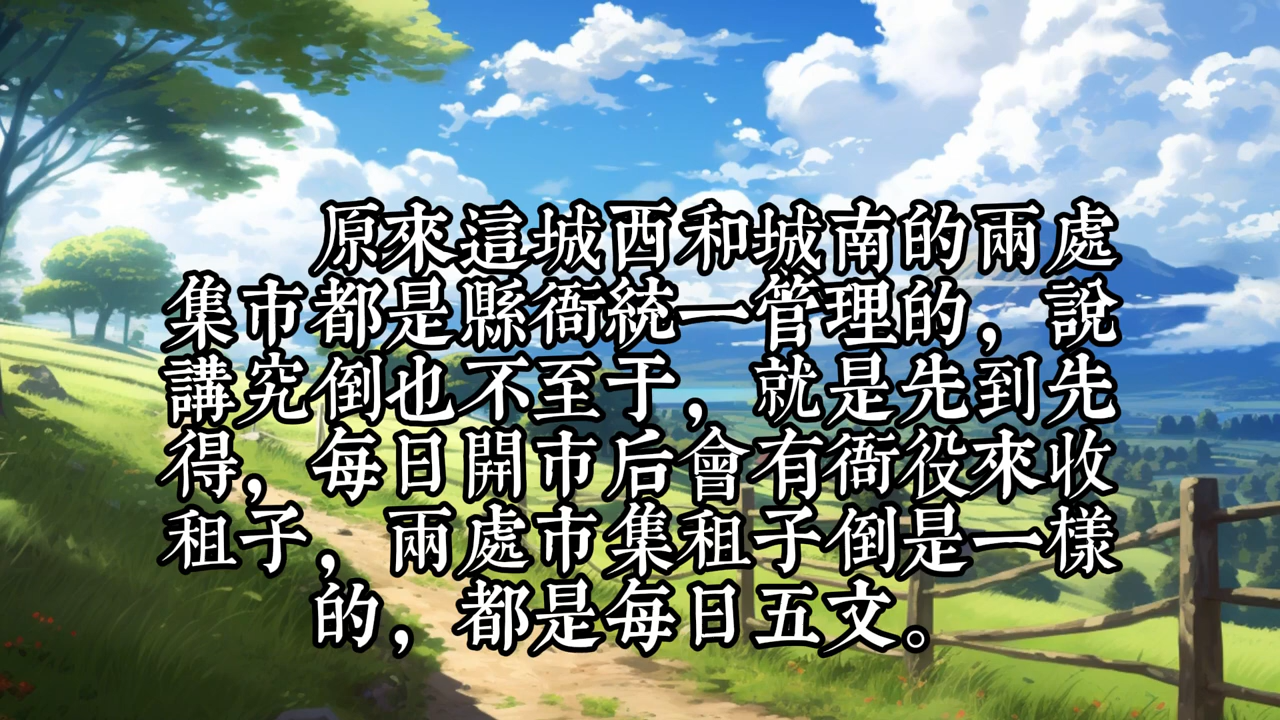 原來這城西和城南的兩處
集市都是縣衙統一管理的，說
講究倒也不至于，就是先到先
得，每日開市后會有衙役來收
租子，兩處市集租子倒是一樣
的，都是每日五文。